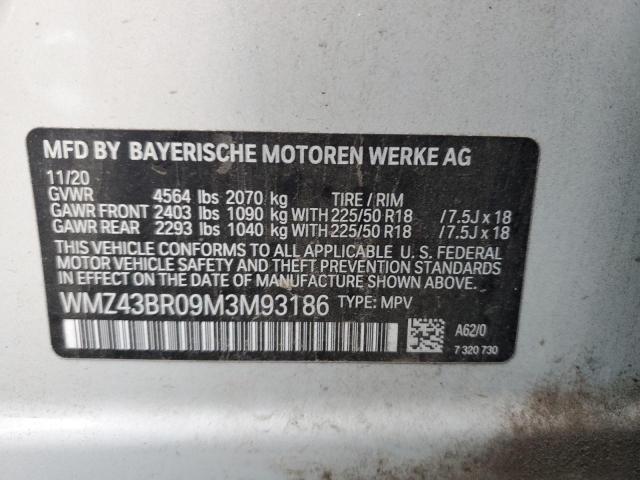 MFD BY BAYERISCHE MOTOREN WERKE AG
11/20
GVWR 4564 lbs 2070 kg TIRE / RIM
GAWR FRONT 2403 lbs 1090 kg WITH 225/50 R18 / 7.5J x 18
GAWR REAR 2293 lbs 1040 kg WITH 225/50 R18 / 7.5J x 18
THIS VEHICLE CONFORMS TO ALL APPLICABLE U. S. FEDERAL
MOTOR VEHICLE SAFETY AND THEFT PREVENTION STANDARDS
IN EFFECT ON THE DATE OF MANUFACTURE SHOWN ABOVE.
WMZ43BR09M3M93186 TYPE: MPV
A62/0
7 320 730